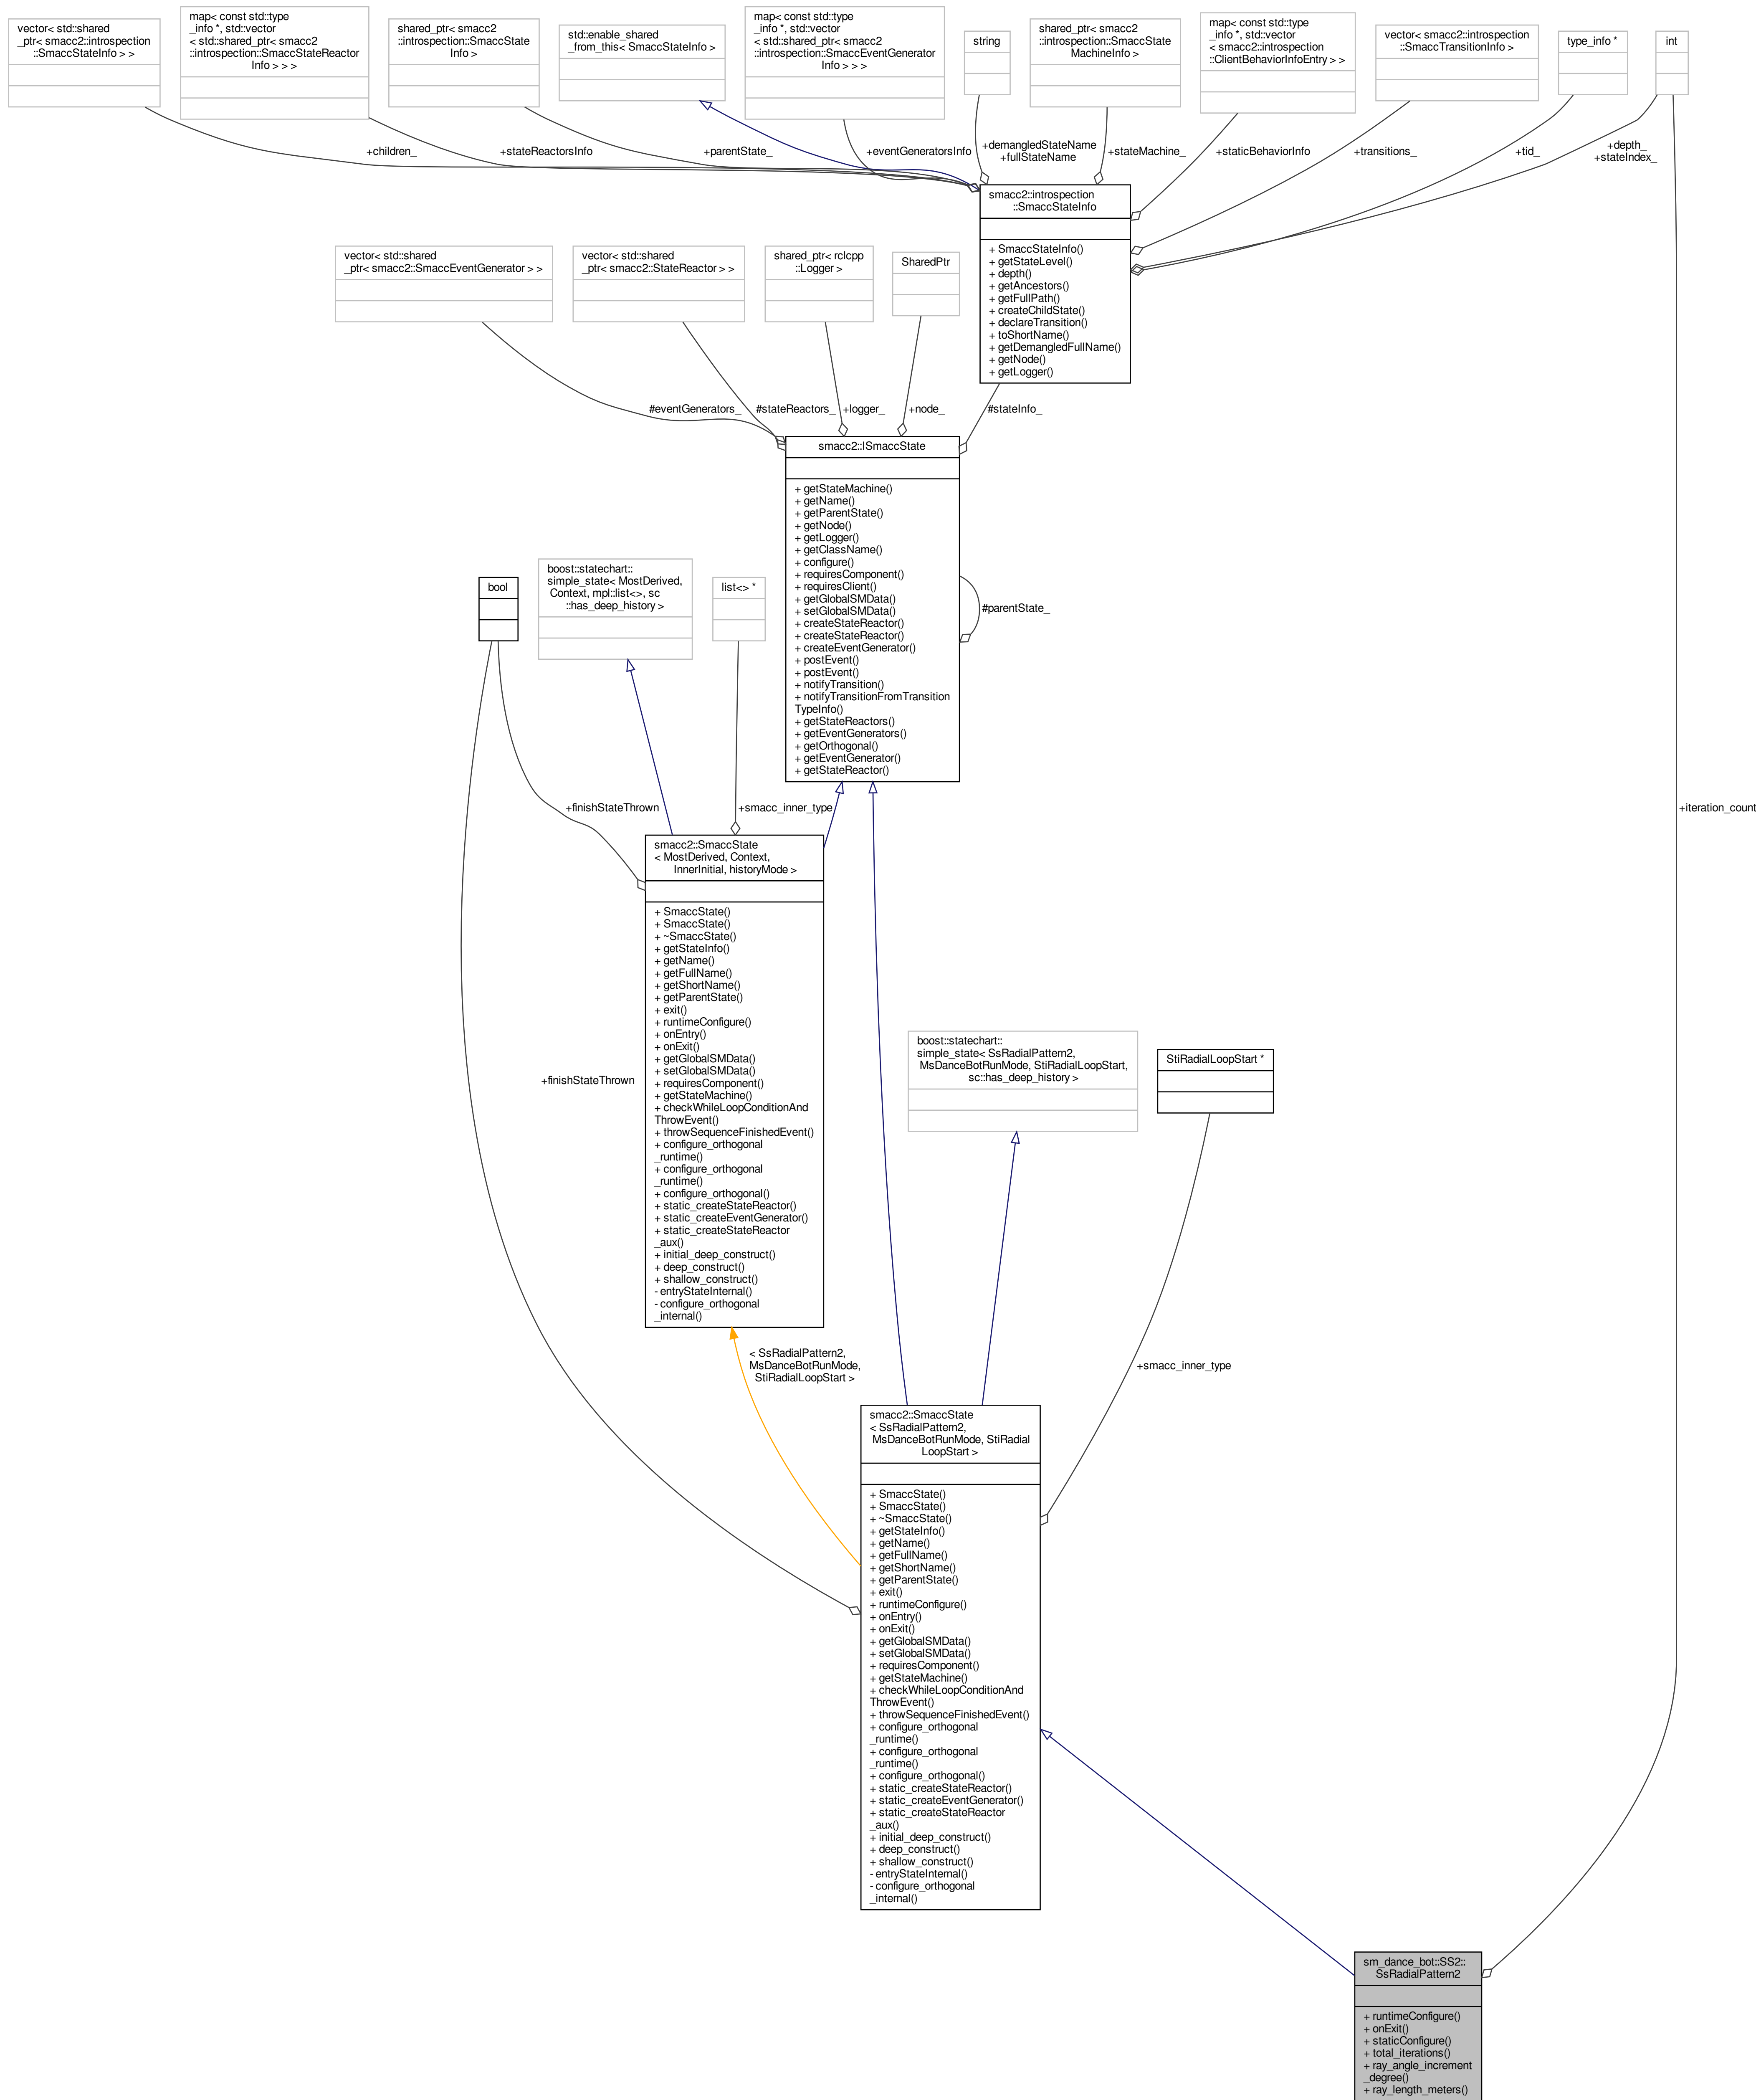 vector< std::shared
_ptr< smacc2::introspection
::SmaccStateInfo > >
map< const std::type
_info *, std::vector
< std::shared_ptr< smacc2
::introspection::SmaccStateReactor
Info > > >
shared_ptr< smacc2
::introspection::SmaccState
Info >
std::enable_shared
_from_this< SmaccStateInfo >
map< const std::type
_info *, std::vector
< std::shared_ptr< smacc2
::introspection::SmaccEventGenerator
Info > > >
string
shared_ptr< smacc2
::introspection::SmaccState
MachineInfo >
map< const std::type
_info *, std::vector
< smacc2::introspection
::ClientBehaviorInfoEntry > >
vector< smacc2::introspection
::SmaccTransitionInfo >
type_info *
int
+children_
+stateReactorsInfo
+parentState_
+eventGeneratorsInfo
+demangledStateName
+fullStateName
+stateMachine_
+staticBehaviorInfo
+transitions_
+tid_
+depth_
+stateIndex_
smacc2::introspection
::SmaccStateInfo
+ SmaccStateInfo()
+ getStateLevel()
+ depth()
+ getAncestors()
+ getFullPath()
+ createChildState()
+ declareTransition()
+ toShortName()
+ getDemangledFullName()
+ getNode()
+ getLogger()
vector< std::shared
_ptr< smacc2::SmaccEventGenerator > >
vector< std::shared
_ptr< smacc2::StateReactor > >
shared_ptr< rclcpp
::Logger >
SharedPtr
#eventGenerators_
#stateReactors_
+logger_
+node_
#stateInfo_
smacc2::ISmaccState
+ getStateMachine()
+ getName()
+ getParentState()
+ getNode()
+ getLogger()
+ getClassName()
+ configure()
+ requiresComponent()
+ requiresClient()
+ getGlobalSMData()
+ setGlobalSMData()
+ createStateReactor()
+ createStateReactor()
+ createEventGenerator()
+ postEvent()
+ postEvent()
+ notifyTransition()
+ notifyTransitionFromTransition
TypeInfo()
+ getStateReactors()
+ getEventGenerators()
+ getOrthogonal()
+ getEventGenerator()
+ getStateReactor()
#parentState_
bool
boost::statechart::
simple_state< MostDerived,
Context, mpl::list<>, sc
::has_deep_history >
list<> *
+finishStateThrown
+smacc_inner_type
+iteration_count
smacc2::SmaccState
< MostDerived, Context,
InnerInitial, historyMode >
+ SmaccState()
+ SmaccState()
+ ~SmaccState()
+ getStateInfo()
+ getName()
+ getFullName()
+ getShortName()
+ getParentState()
+ exit()
+ runtimeConfigure()
+ onEntry()
+ onExit()
+ getGlobalSMData()
+ setGlobalSMData()
+ requiresComponent()
+ getStateMachine()
+ checkWhileLoopConditionAnd
ThrowEvent()
+ throwSequenceFinishedEvent()
+ configure_orthogonal
_runtime()
+ configure_orthogonal
_runtime()
+ configure_orthogonal()
+ static_createStateReactor()
+ static_createEventGenerator()
+ static_createStateReactor
_aux()
+ initial_deep_construct()
+ deep_construct()
+ shallow_construct()
- entryStateInternal()
- configure_orthogonal
_internal()
+finishStateThrown
boost::statechart::
simple_state< SsRadialPattern2,
MsDanceBotRunMode, StiRadialLoopStart,
sc::has_deep_history >
StiRadialLoopStart *
< SsRadialPattern2,
MsDanceBotRunMode,
StiRadialLoopStart >
+smacc_inner_type
smacc2::SmaccState
< SsRadialPattern2,
MsDanceBotRunMode, StiRadial
LoopStart >
+ SmaccState()
+ SmaccState()
+ ~SmaccState()
+ getStateInfo()
+ getName()
+ getFullName()
+ getShortName()
+ getParentState()
+ exit()
+ runtimeConfigure()
+ onEntry()
+ onExit()
+ getGlobalSMData()
+ setGlobalSMData()
+ requiresComponent()
+ getStateMachine()
+ checkWhileLoopConditionAnd
ThrowEvent()
+ throwSequenceFinishedEvent()
+ configure_orthogonal
_runtime()
+ configure_orthogonal
_runtime()
+ configure_orthogonal()
+ static_createStateReactor()
+ static_createEventGenerator()
+ static_createStateReactor
_aux()
+ initial_deep_construct()
+ deep_construct()
+ shallow_construct()
- entryStateInternal()
- configure_orthogonal
_internal()
sm_dance_bot::SS2::
SsRadialPattern2
+ runtimeConfigure()
+ onExit()
+ staticConfigure()
+ total_iterations()
+ ray_angle_increment
_degree()
+ ray_length_meters()